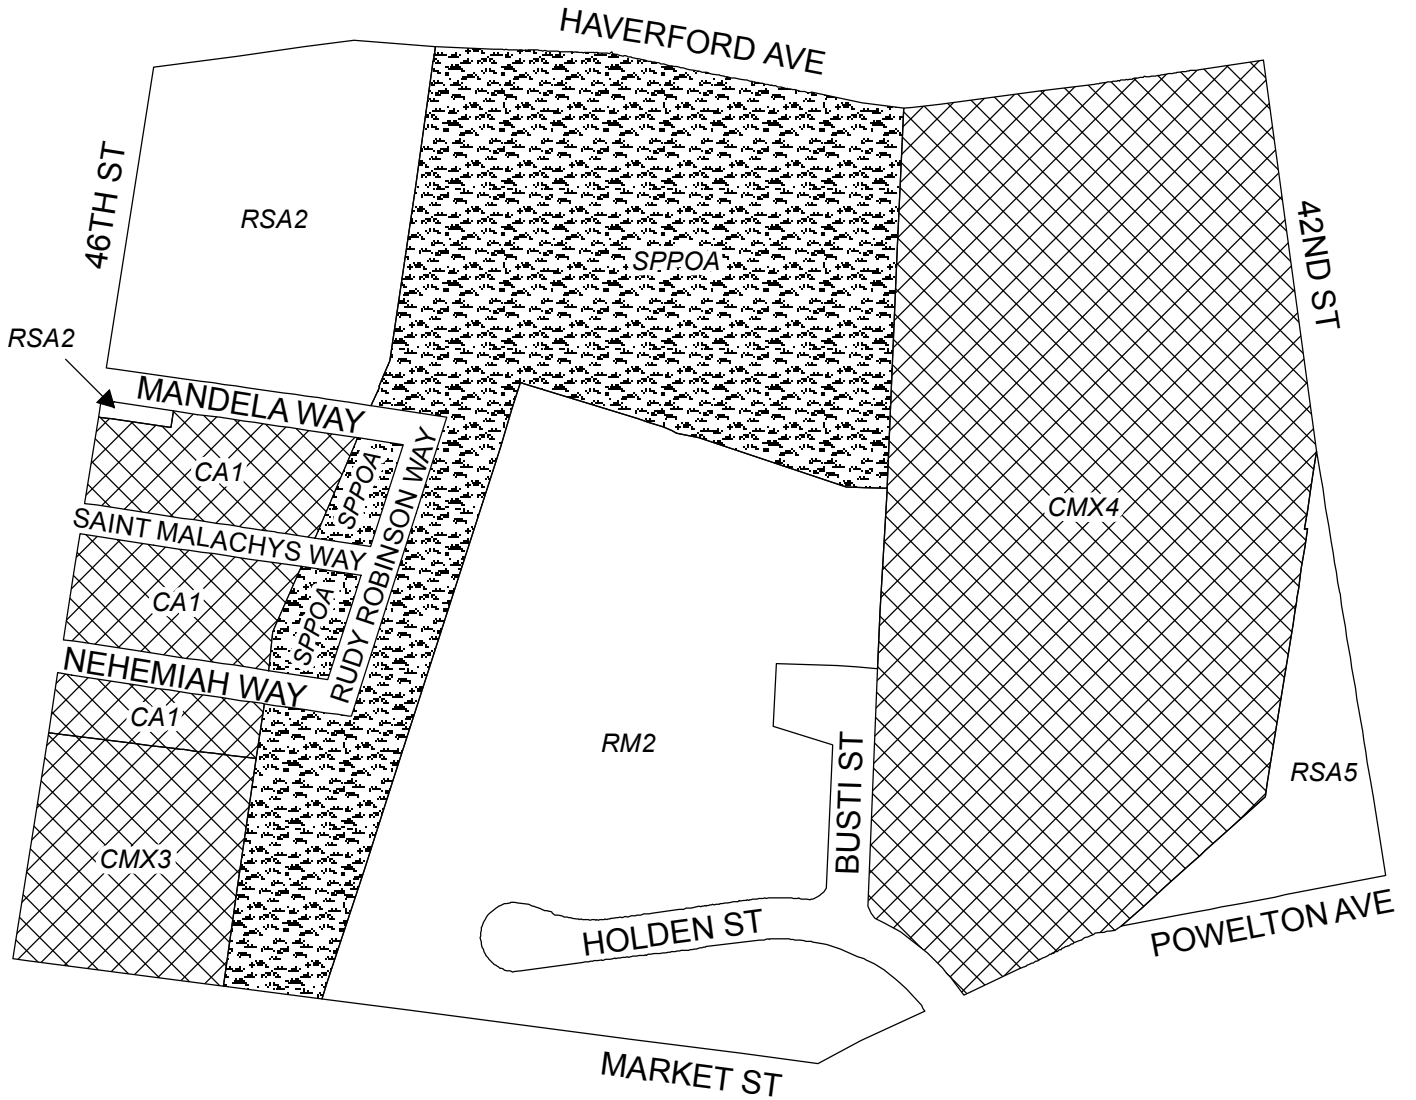 HAVERFORD AVE
46TH ST
RSA2
SPPOA
42ND ST
RSA2
MANDELA WAY
CA1
SPPOA
RUDY ROBINSON WAY
CMX4
SAINT MALACHYS WAY
CA1
SPPOA
NEHEMIAH WAY
CA1
RM2
BUSTI ST
RSA5
CMX3
HOLDEN ST
POWELTON AVE
MARKET ST